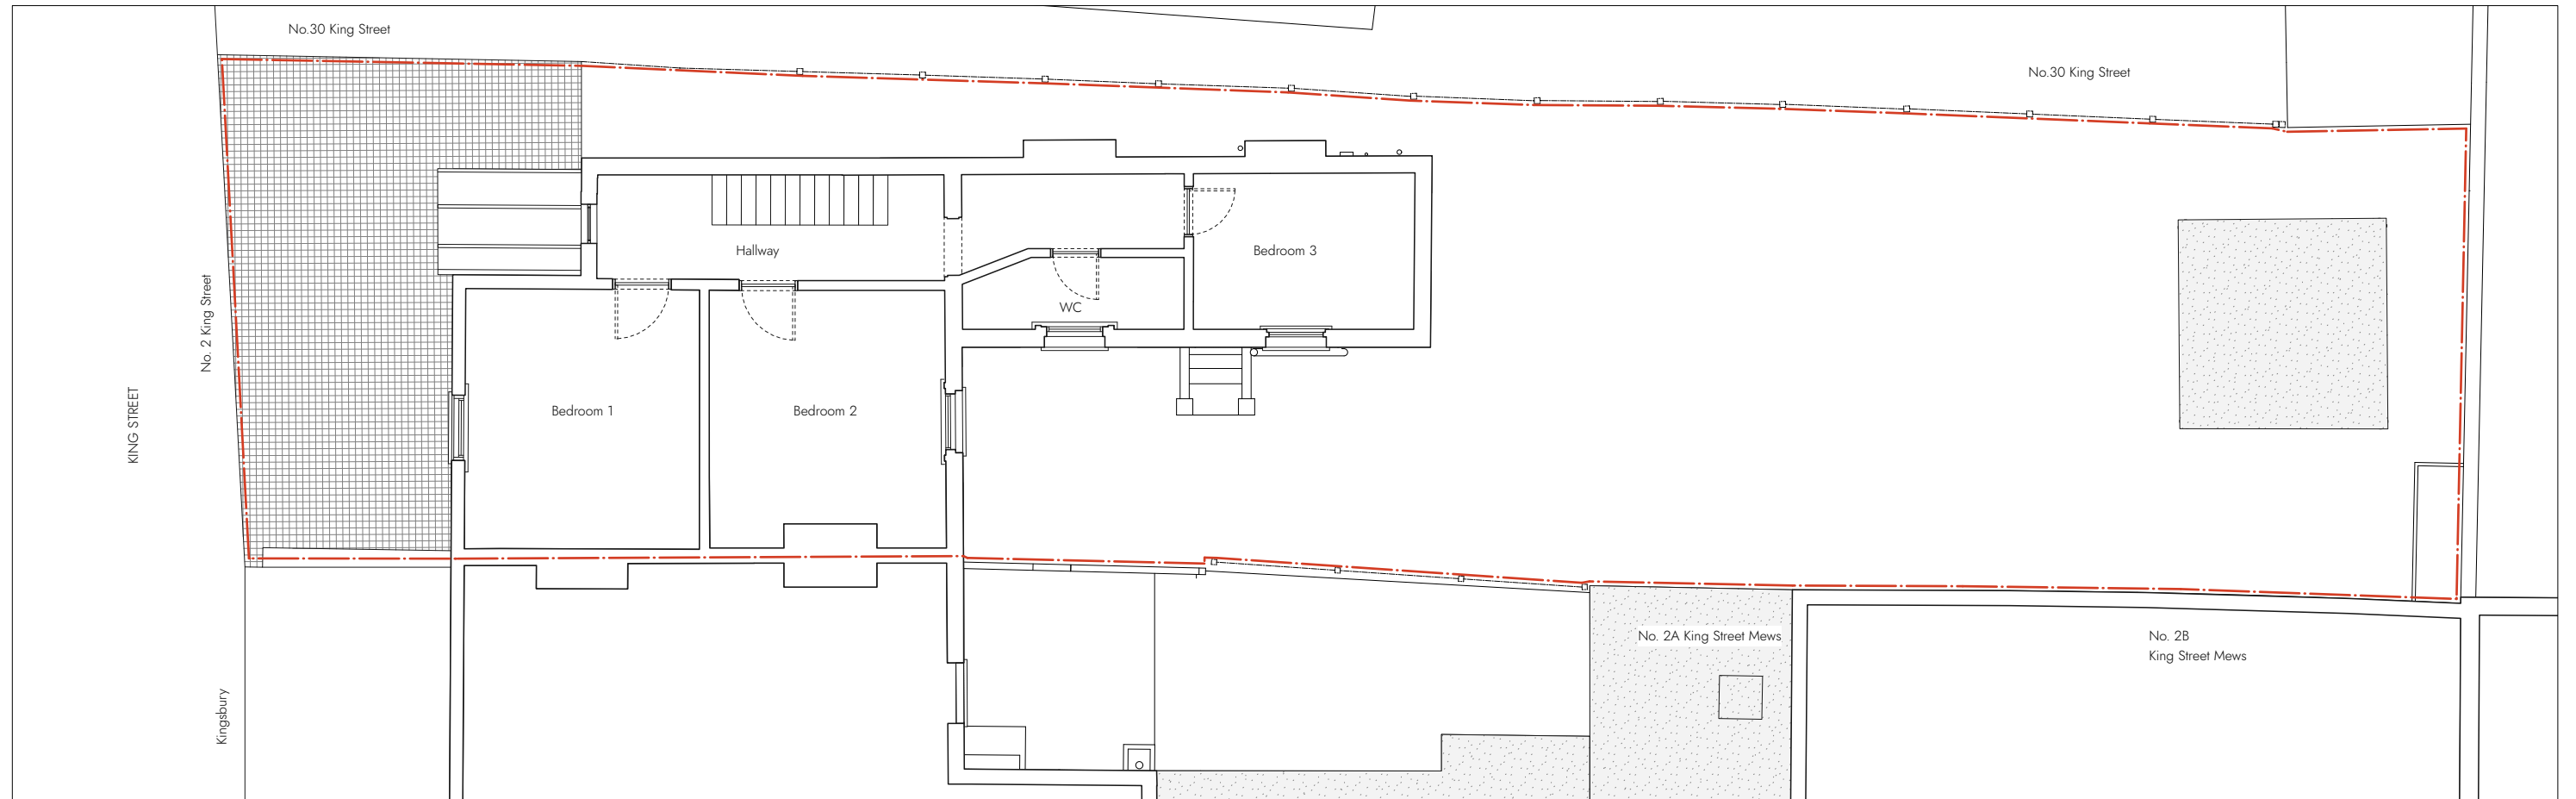 No.30 King Street
No.30 King Street
Hallway
Bedroom 3
No. 2 King Street
WC
KING STREET
Bedroom 1
Bedroom 2
No. 2A King Street Mews
No. 2B
King Street Mews
Kingsbury